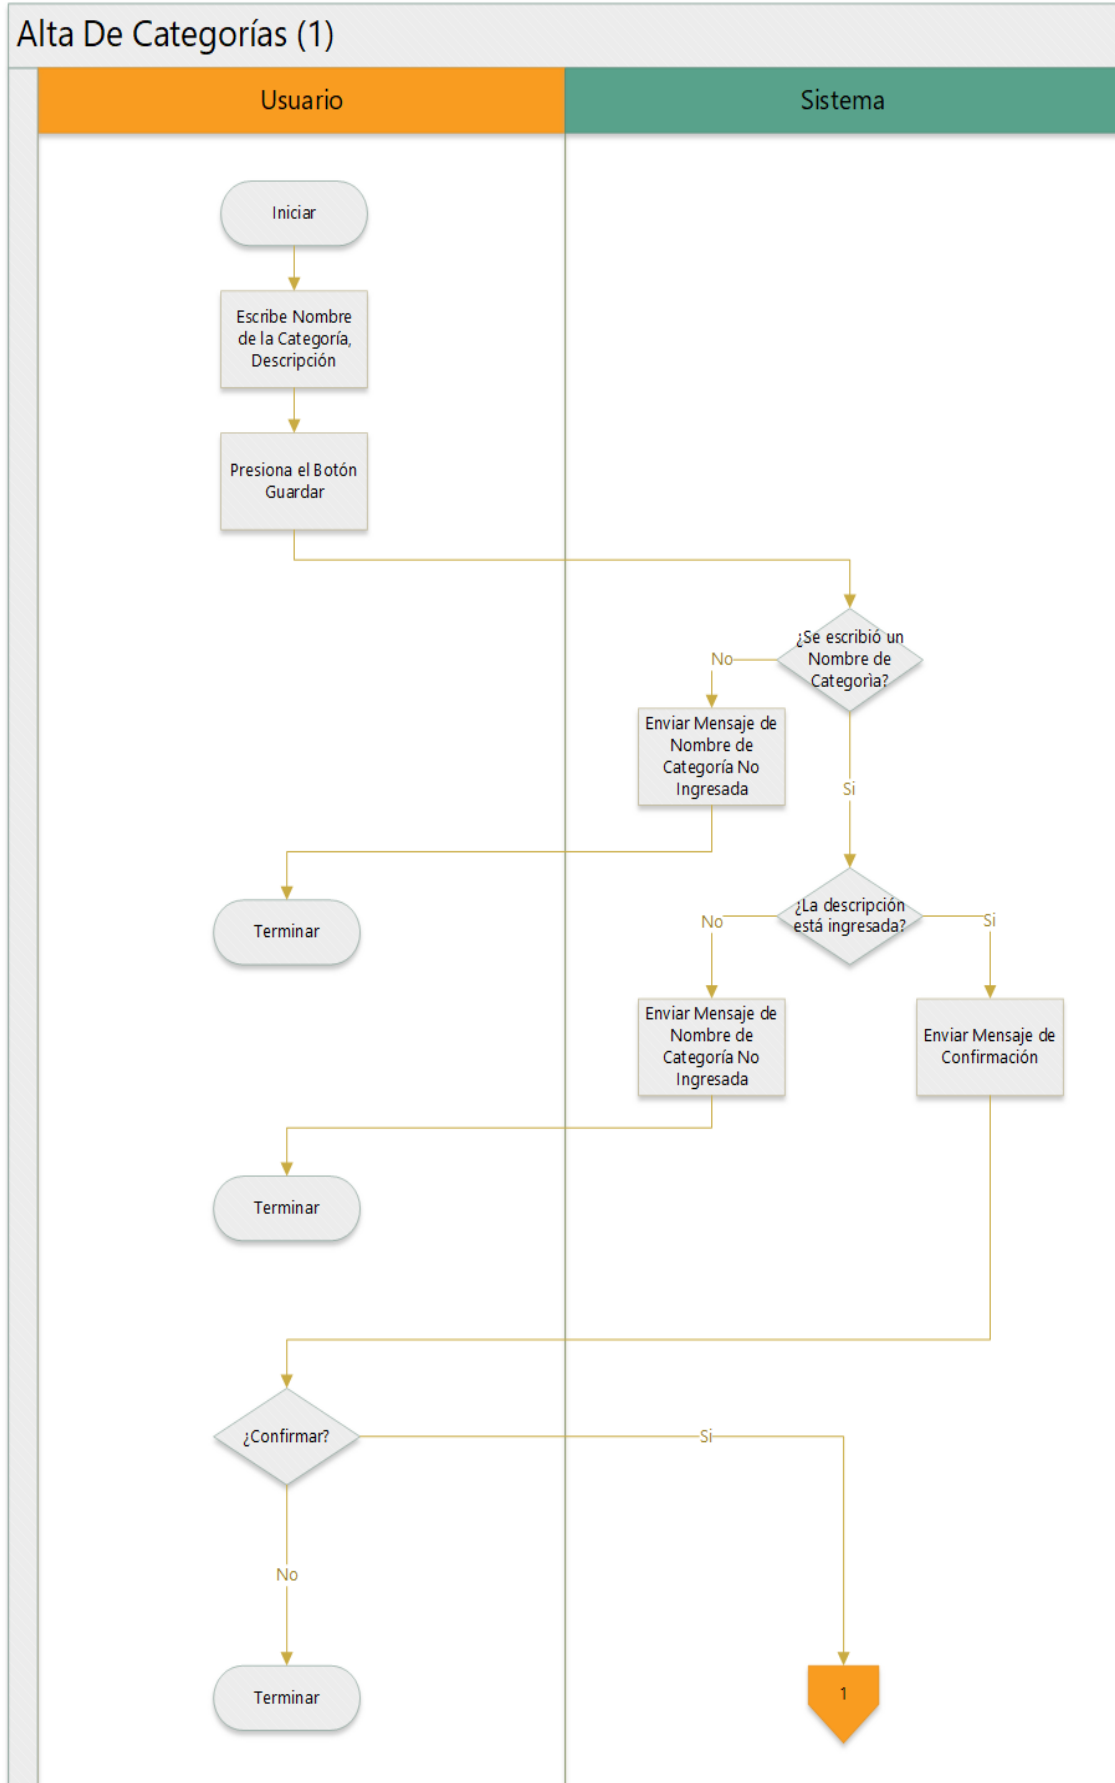 Alta De Categorías (1)
Usuario
Sistema
Iniciar
Escribe Nombre
de la Categoría,
Descripción
Presiona el Botón
Guardar
¿Se escribió un
Nombre de
Categorìa?
No
Enviar Mensaje de
Nombre de
Categoría No
Ingresada
Si
Terminar
¿La descripción
está ingresada?
No
Si
Enviar Mensaje de
Nombre de
Categoría No
Ingresada
Enviar Mensaje de
Confirmación
Terminar
¿Confirmar?
Si
No
Terminar
1